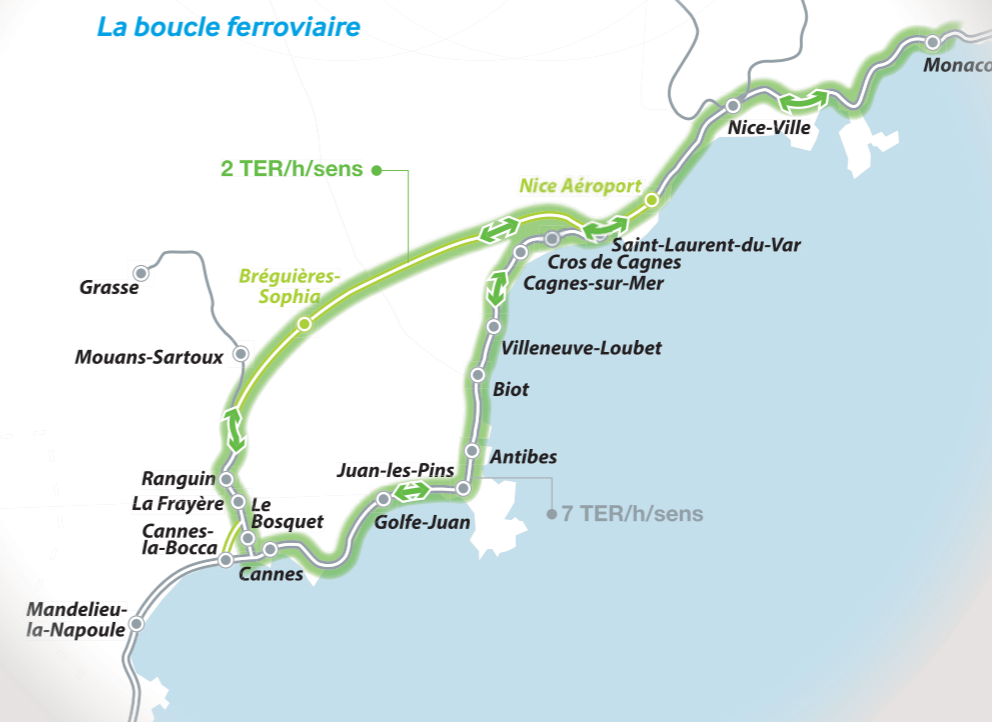 La boucle ferroviaire
Monaco
Nice-Ville
2 TER/h/sens
Nice Aéroport
Saint-Laurent-du-Var
Cros de Cagnes
Cagnes-sur-Mer
Bréguières-
Sophia
Grasse
Villeneuve-Loubet
Mouans-Sartoux
Biot
Antibes
Juan-les-Pins
Ranguin
La Frayère
Le
Bosquet
Golfe-Juan
7 TER/h/sens
Cannes-
la-Bocca
Cannes
Mandelieu-
la-Napoule